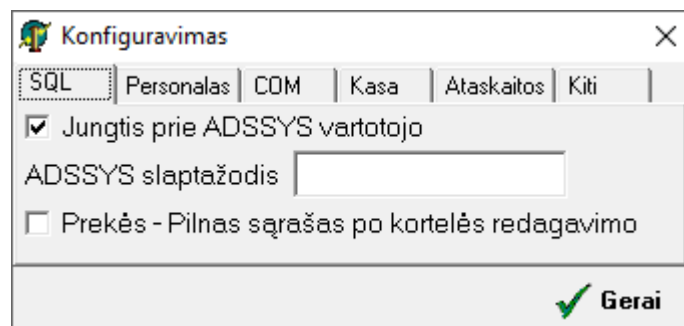 Konfiguravimas
SQL Personalas COM Kasa Ataskaitos Kiti
Jungtis prie ADSSYS vartotojo
ADSSYS slaptažodis
Prekės - Pilnas sąrašas po kortelės redagavimo
Gerai